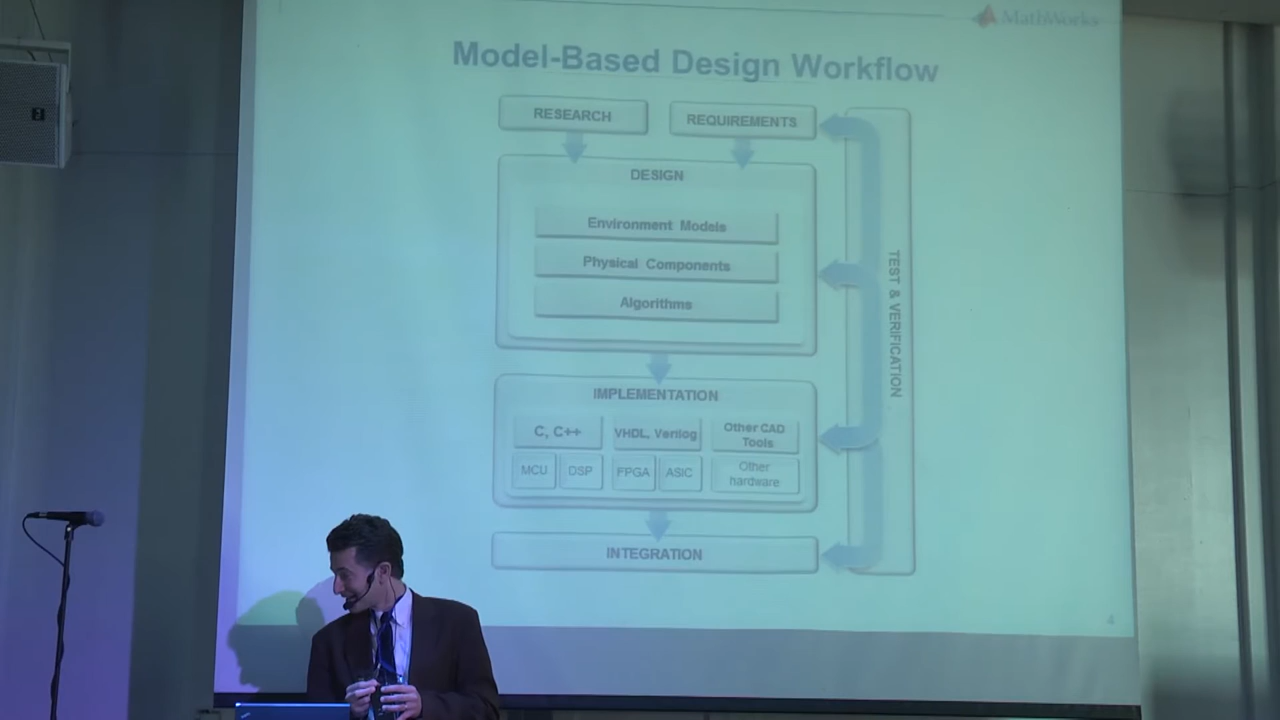 MathWorks
Model-Based Design Workflow
RESEARCH
REQUIREMENTS
DESIGN
Environment Models
Physical Components
Algorithms
TEST & VERIFICATION
IMPLEMENTATION
C, C++
VHDL, Verilog
Other CAD
Tools
MCU
DSP
FPGA
ASIC
Other
hardware
INTEGRATION
4